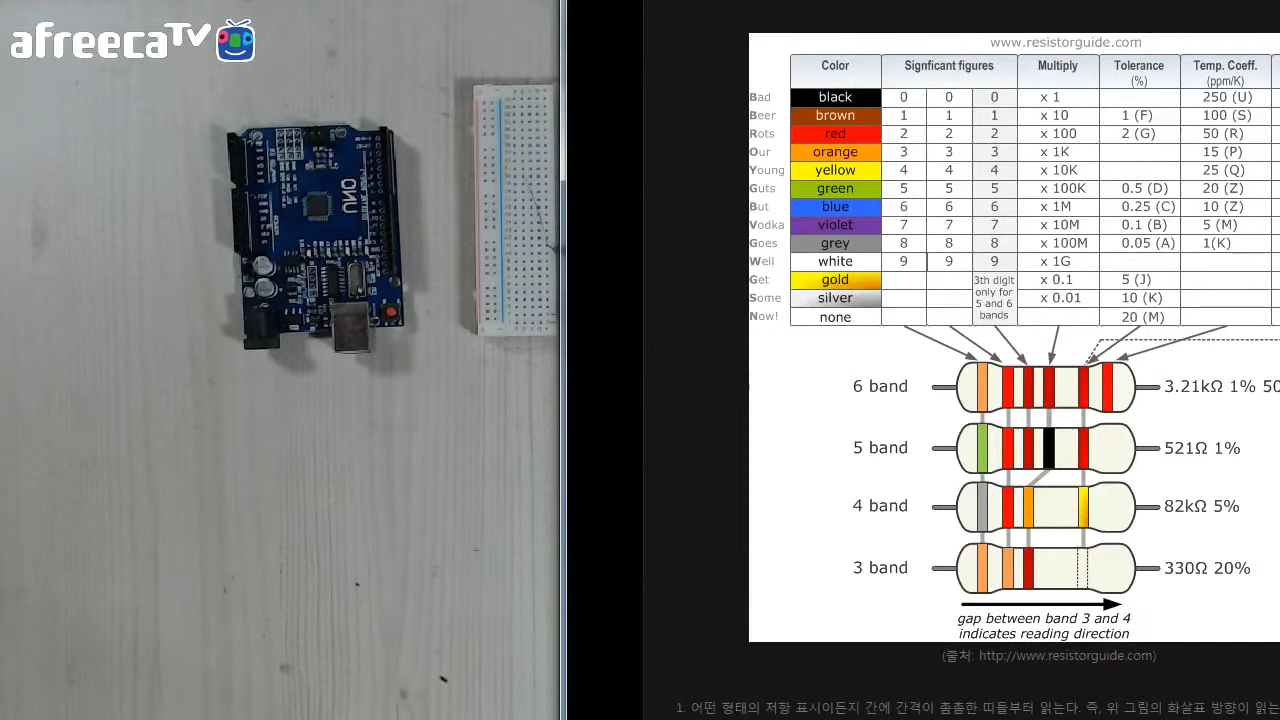 afreecaTV
UNO
www.resistorguide.com
Color Signficant figures Multiply Tolerance (%) Temp. Coeff. (ppm/K)
Bad black 0 0 0 x 1 250 (U)
Beer brown 1 1 1 x 10 1 (F) 100 (S)
Rots red 2 2 2 x 100 2 (G) 50 (R)
Our orange 3 3 3 x 1K 15 (P)
Young yellow 4 4 4 x 10K 25 (Q)
Guts green 5 5 5 x 100K 0.5 (D) 20 (Z)
But blue 6 6 6 x 1M 0.25 (C) 10 (Z)
Vodka violet 7 7 7 x 10M 0.1 (B) 5 (M)
Goes grey 8 8 8 x 100M 0.05 (A) 1(K)
Well white 9 9 9 x 1G
Get gold x 0.1 5 (J)
Some silver x 0.01 10 (K)
Now! none 20 (M)
3th digit
only for
5 and 6
bands
6 band 3.21kΩ 1% 50
5 band 521Ω 1%
4 band 82kΩ 5%
3 band 330Ω 20%
gap between band 3 and 4
indicates reading direction
(출처: http://www.resistorguide.com)
1. 어떤 형태의 저항 표시이든지 간에 간격이 촘촘한 띠들부터 읽는다. 즉, 위 그림의 화살표 방향이 읽는